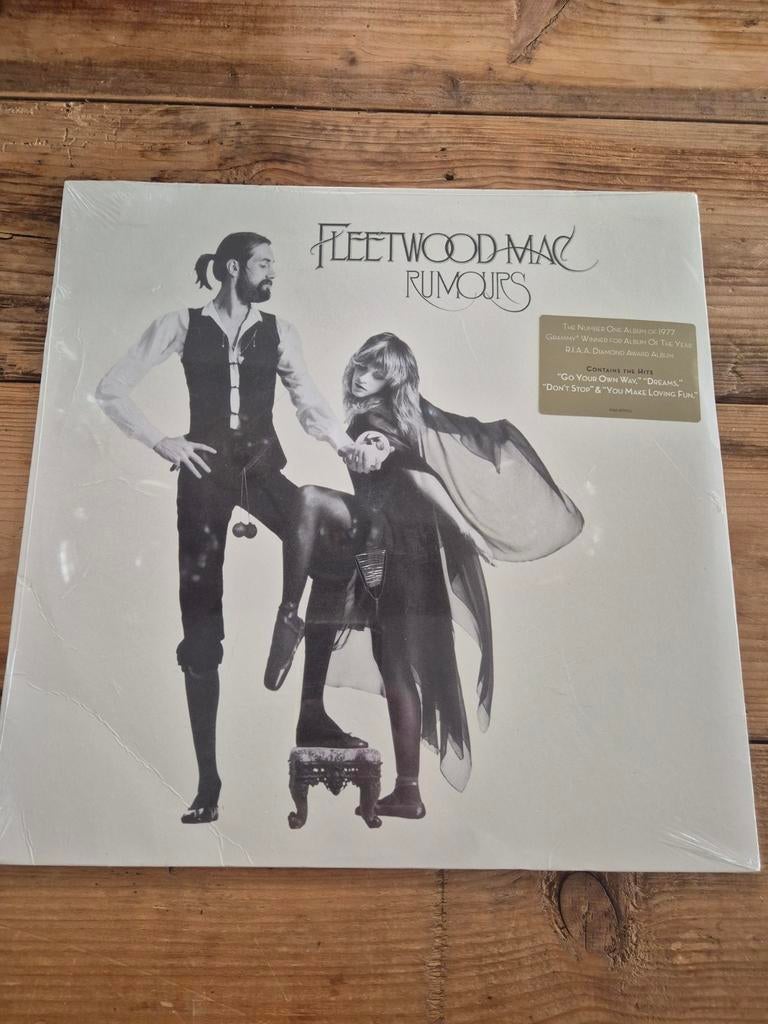 FLEETWOOD MAC
RUMOURS
The Number One Album of 1977
Grammy® Winner for Album Of The Year
R.I.A.A. Diamond Award Album
Contains the Hits
"Go Your Own Way," "Dreams,"
"Don't Stop" & "You Make Loving Fun."